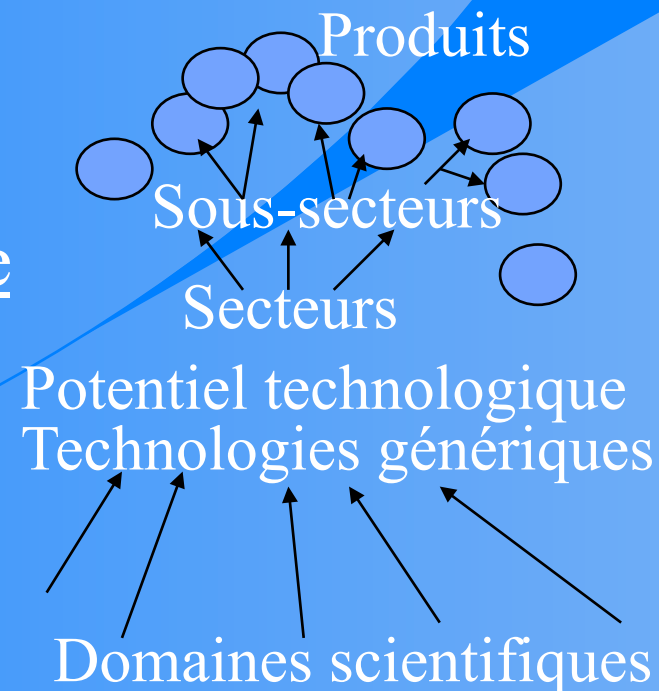 Produits
Sous-secteurs
e
Secteurs
Potentiel technologique
Technologies génériques
Domaines scientifiques